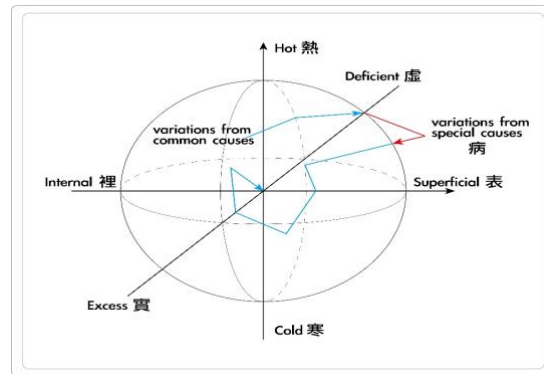 Hot 熱
Deficient 虛
variations from
common causes
variations from
special causes
病
Internal 裡
Superficial 表
Excess 實
Cold 寒